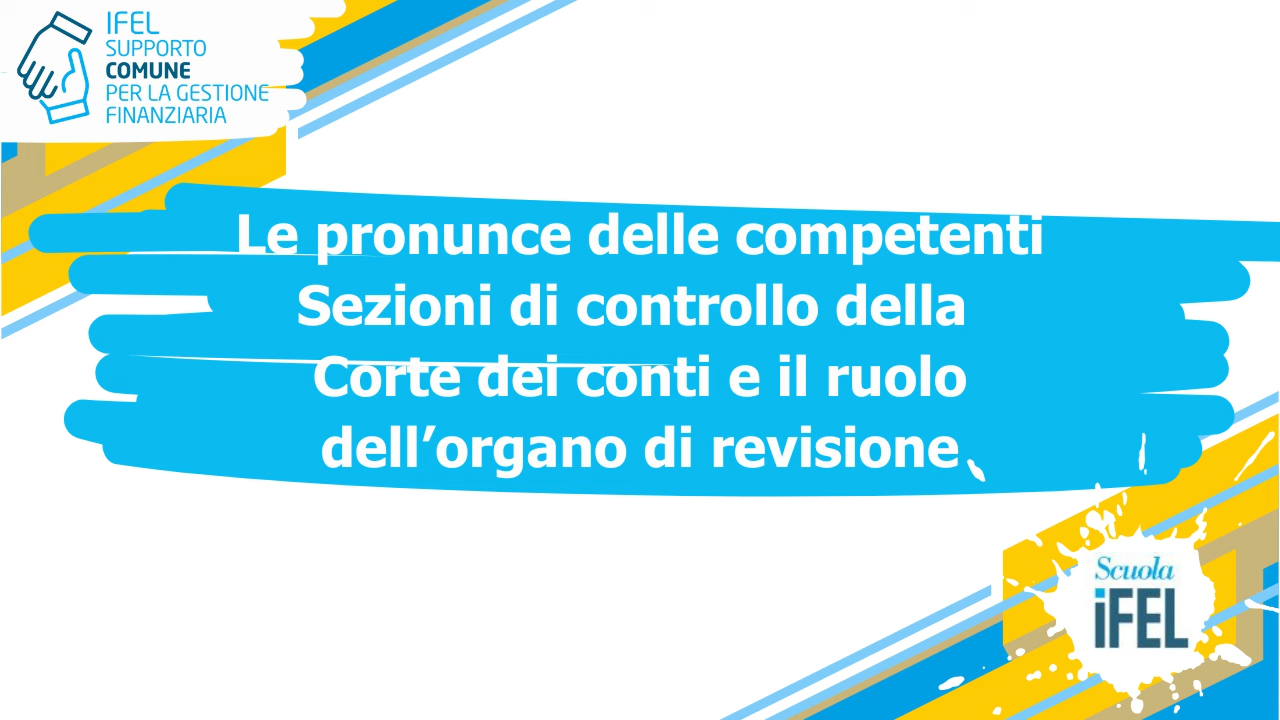 IFEL
SUPPORTO
COMUNE
PER LA GESTIONE
FINANZIARIA
Le pronunce delle competenti
Sezioni di controllo della
Corte dei conti e il ruolo
dell’organo di revisione
Scuola
iFEL